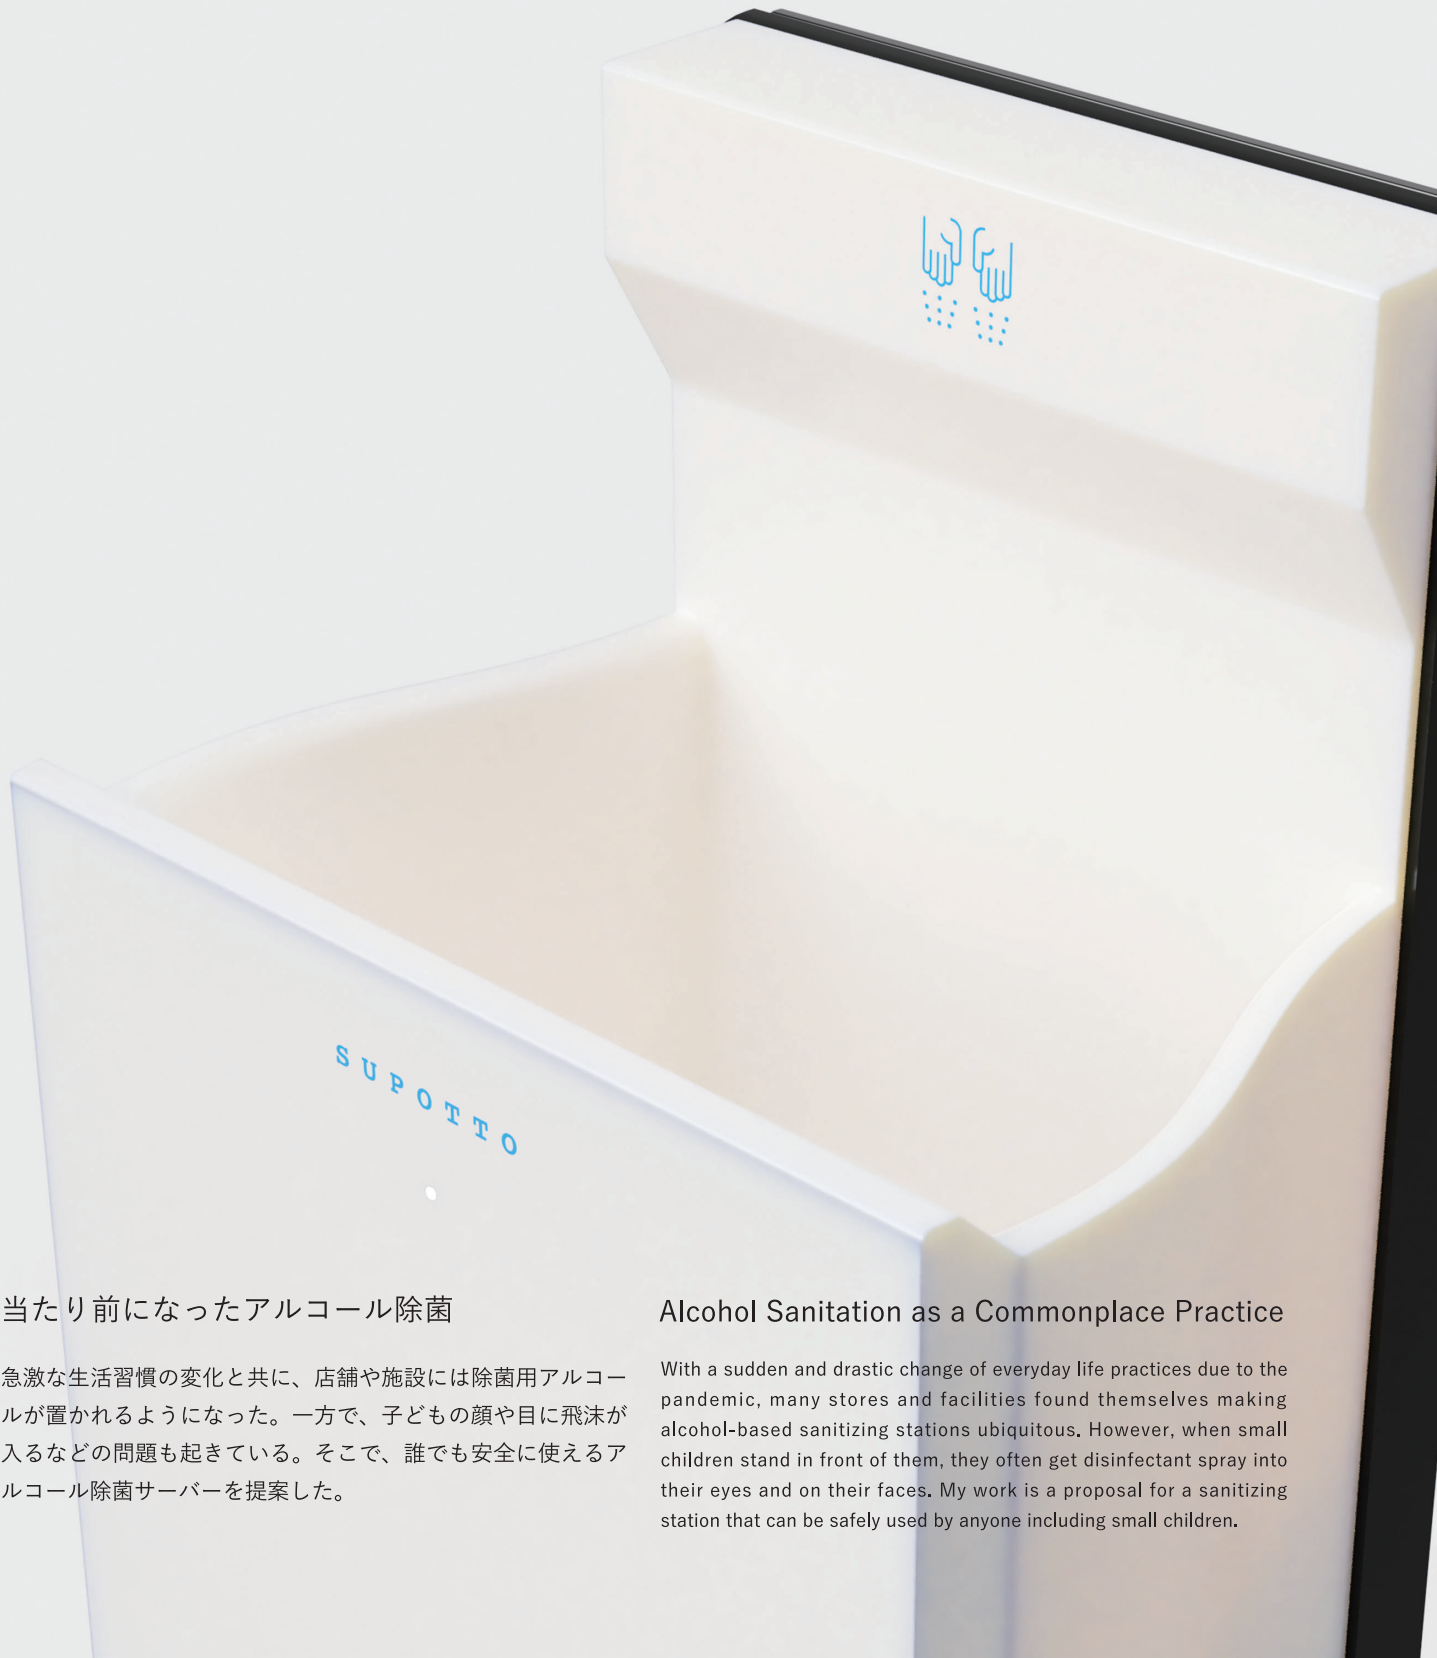 SUPOTTO
当たり前になったアルコール除菌
急激な生活習慣の変化と共に、店舗や施設には除菌用アルコー
ルが置かれるようになった。一方で、子どもの顔や目に飛沫が
入るなどの問題も起きている。そこで、誰でも安全に使えるア
ルコール除菌サーバーを提案した。
Alcohol Sanitation as a Commonplace Practice
With a sudden and drastic change of everyday life practices due to the
pandemic, many stores and facilities found themselves making
alcohol-based sanitizing stations ubiquitous. However, when small
children stand in front of them, they often get disinfectant spray into
their eyes and on their faces. My work is a proposal for a sanitizing
station that can be safely used by anyone including small children.